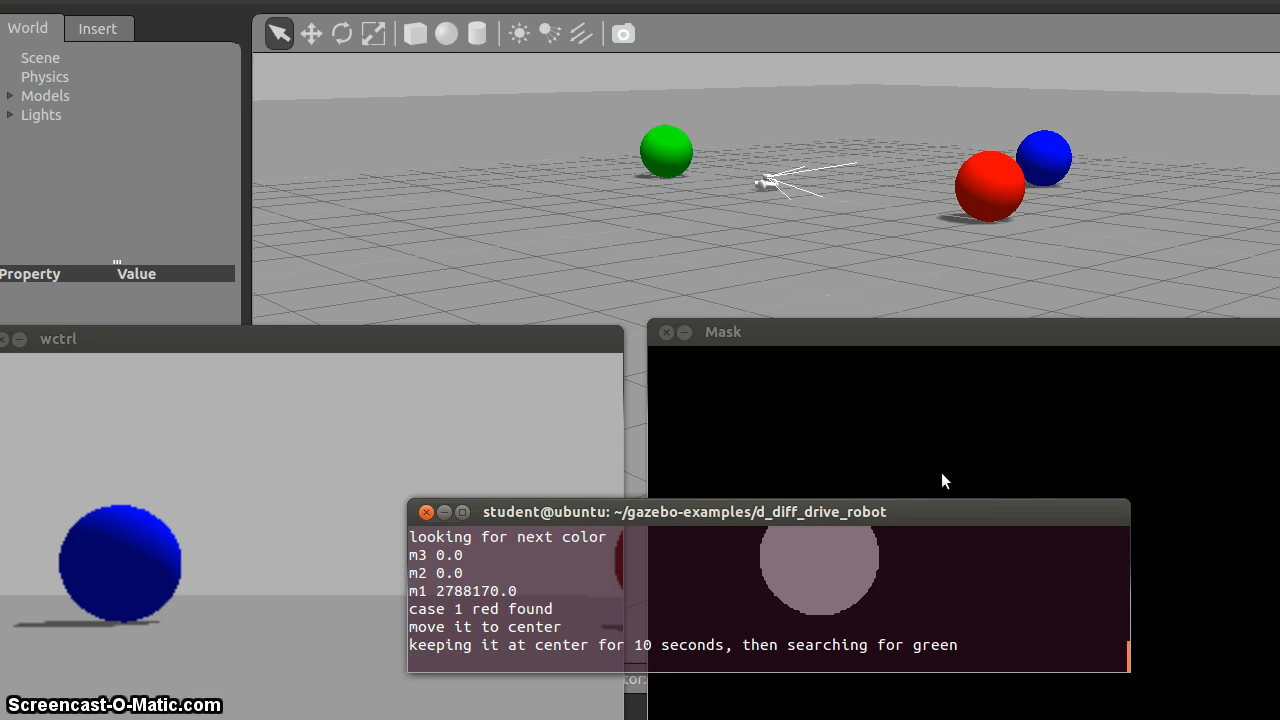 World
Insert
Scene
Physics
Models
Lights
Property Value
wctrl
Mask
student@ubuntu: ~/gazebo-examples/d_diff_drive_robot
looking for next color
m3 0.0
m2 0.0
m1 2788170.0
case 1 red found
move it to center
keeping it at center for 10 seconds, then searching for green
tor:
Screencast-O-Matic.com